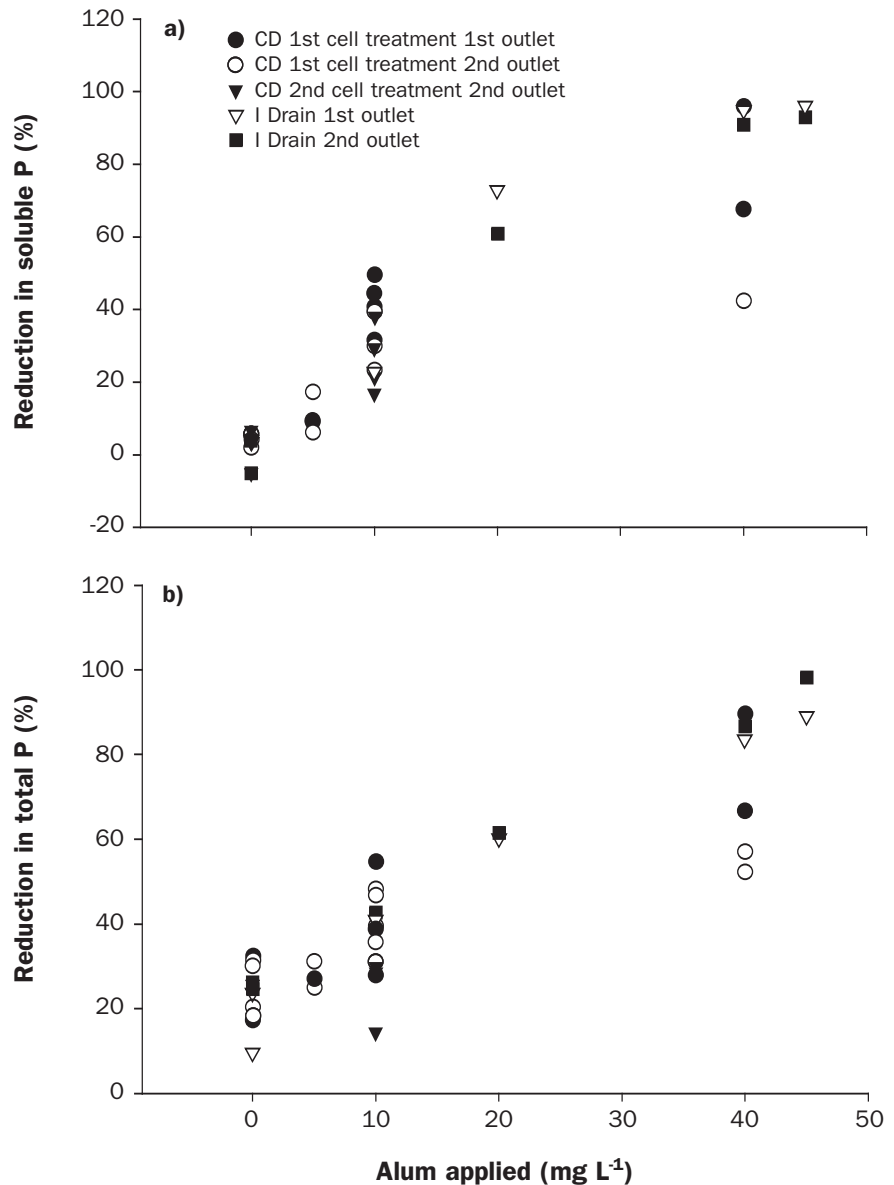 a)
CD 1st cell treatment 1st outlet
CD 1st cell treatment 2nd outlet
CD 2nd cell treatment 2nd outlet
I Drain 1st outlet
I Drain 2nd outlet
Reduction in soluble P (%)
120
100
80
60
40
20
0
-20
b)
Reduction in total P (%)
120
100
80
60
40
20
0
0 10 20 30 40 50
Alum applied (mg L-1)